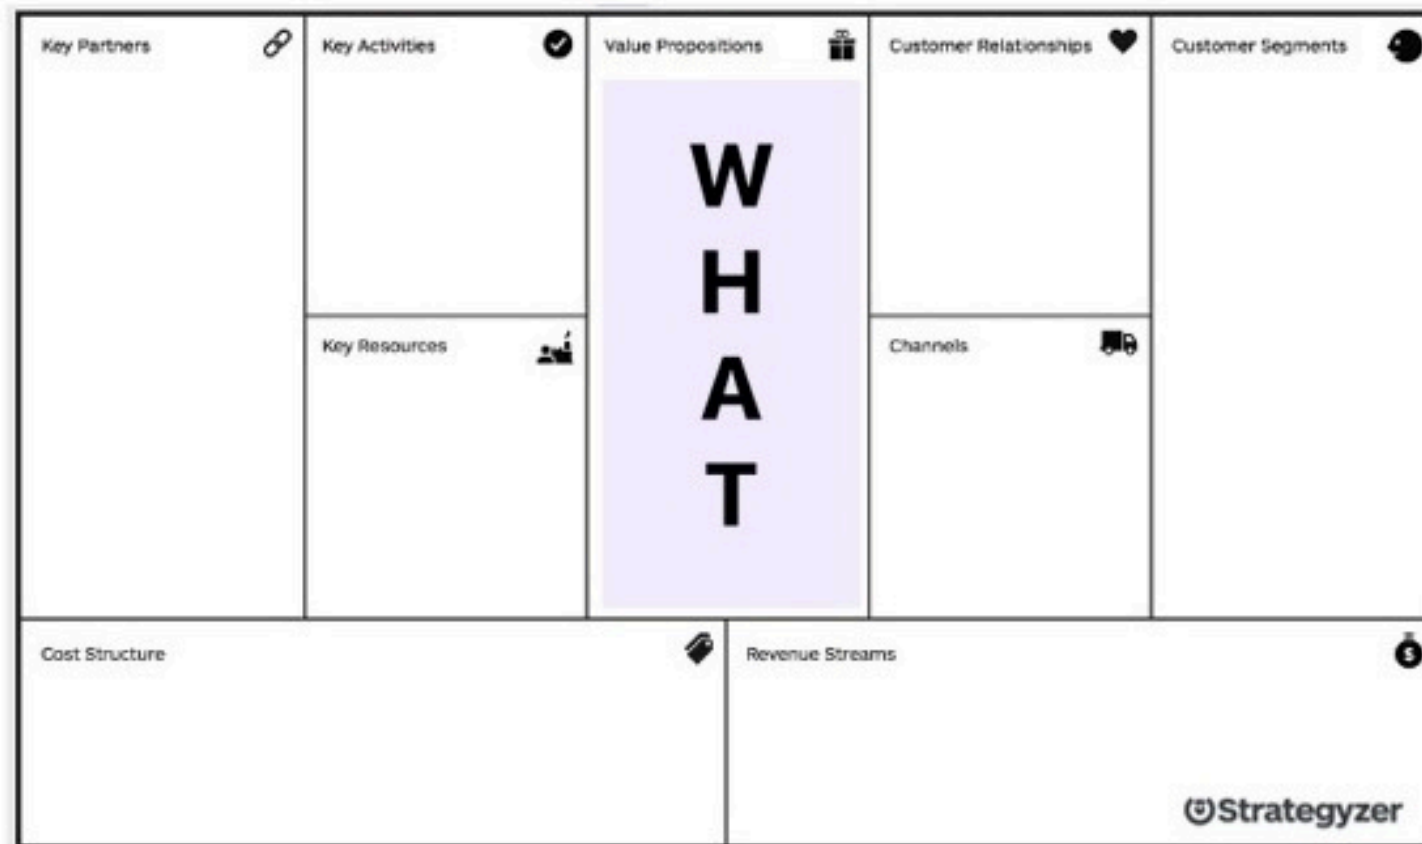 Key Partners
Key Activities
Value Propositions
Customer Relationships
Customer Segments
W
H
A
T
Key Resources
Channels
Cost Structure
Revenue Streams
$
Strategyzer